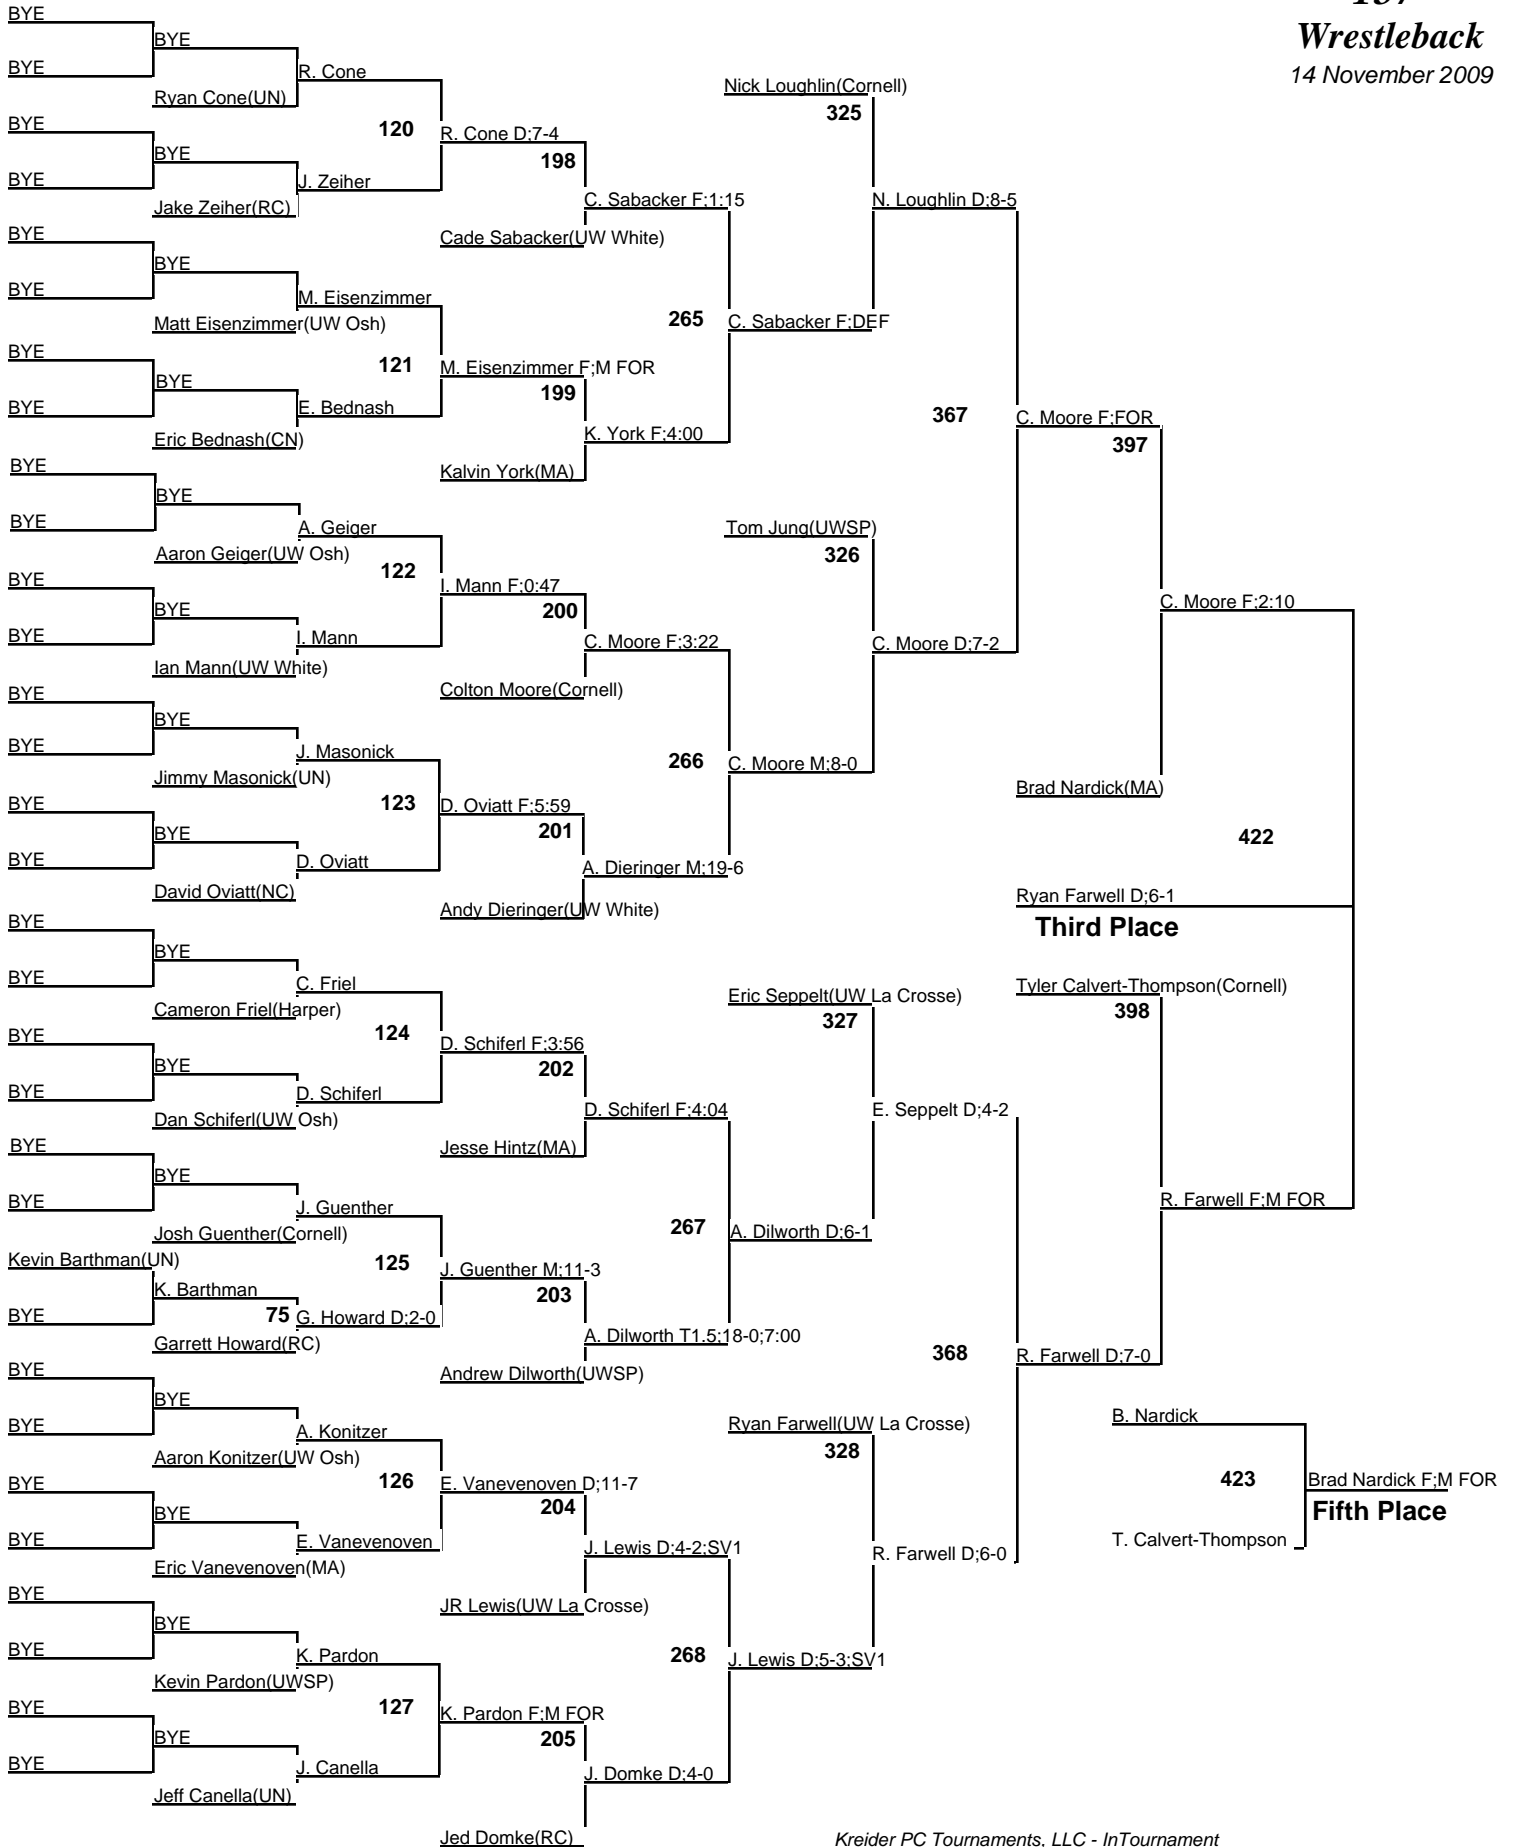 BYE
Wrestleback
14 November 2009
BYE
BYE
R. Cone
Ryan Cone(UN)
Nick Loughlin(Cornell)
325
BYE
120
R. Cone D;7-4
BYE
198
BYE
J. Zeiher
C. Sabacker F;1:15
N. Loughlin D;8-5
Jake Zeiher(RC)
BYE
Cade Sabacker(UW White)
BYE
BYE
M. Eisenzimmer
Matt Eisenzimmer(UW Osh)
265
C. Sabacker F;DEF
BYE
121
M. Eisenzimmer F;M FOR
BYE
199
BYE
E. Bednash
367
C. Moore F;FOR
Eric Bednash(CN)
K. York F;4:00
397
BYE
Kalvin York(MA)
BYE
BYE
A. Geiger
Tom Jung(UWSP)
Aaron Geiger(UW Osh)
326
122
BYE
I. Mann F;0:47
C. Moore F;2:10
BYE
200
BYE
I. Mann
C. Moore F;3:22
C. Moore D;7-2
Ian Mann(UW White)
BYE
Colton Moore(Cornell)
BYE
BYE
J. Masonick
266
C. Moore M;8-0
Jimmy Masonick(UN)
Brad Nardick(MA)
BYE
123
D. Oviatt F;5:59
BYE
201
422
BYE
D. Oviatt
A. Dieringer M;19-6
David Oviatt(NC)
Ryan Farwell D;6-1
Andy Dieringer(UW White)
BYE
Third Place
BYE
BYE
C. Friel
Tyler Calvert-Thompson(Cornell)
Eric Seppelt(UW La Crosse)
Cameron Friel(Harper)
398
327
BYE
124
D. Schiferl F;3:56
BYE
202
BYE
D. Schiferl
D. Schiferl F;4:04
E. Seppelt D;4-2
Dan Schiferl(UW Osh)
BYE
Jesse Hintz(MA)
BYE
BYE
J. Guenther
R. Farwell F;M FOR
Josh Guenther(Cornell)
267
A. Dilworth D;6-1
Kevin Barthman(UN)
125
J. Guenther M;11-3
K. Barthman
203
BYE
75
G. Howard D;2-0
Garrett Howard(RC)
A. Dilworth T1.5;18-0;7:00
368
R. Farwell D;7-0
BYE
Andrew Dilworth(UWSP)
BYE
B. Nardick
BYE
A. Konitzer
Ryan Farwell(UW La Crosse)
Aaron Konitzer(UW Osh)
328
126
423
Brad Nardick F;M FOR
BYE
E. Vanevenoven D;11-7
204
Fifth Place
BYE
BYE
E. Vanevenoven
T. Calvert-Thompson
J. Lewis D;4-2;SV1
R. Farwell D;6-0
Eric Vanevenoven(MA)
BYE
JR Lewis(UW La Crosse)
BYE
BYE
K. Pardon
268
J. Lewis D;5-3;SV1
Kevin Pardon(UWSP)
BYE
127
K. Pardon F;M FOR
BYE
205
BYE
J. Canella
J. Domke D;4-0
Jeff Canella(UN)
Jed Domke(RC)
Kreider PC Tournaments, LLC - InTournament